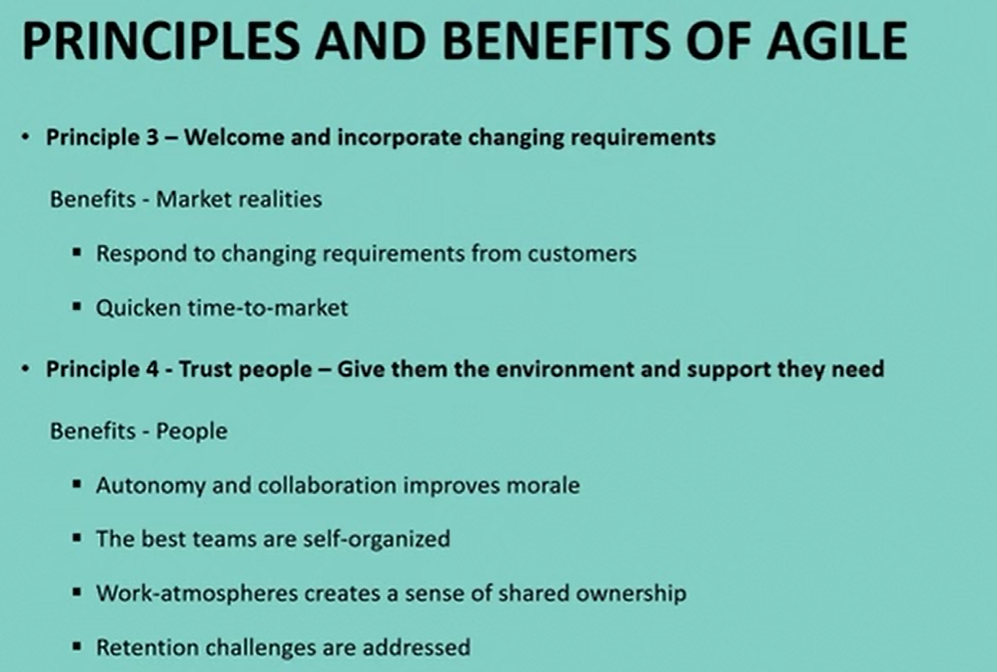 PRINCIPLES AND BENEFITS OF AGILE
• Principle 3 – Welcome and incorporate changing requirements
Benefits - Market realities
▪ Respond to changing requirements from customers
▪ Quicken time-to-market
• Principle 4 - Trust people – Give them the environment and support they need
Benefits - People
▪ Autonomy and collaboration improves morale
▪ The best teams are self-organized
▪ Work-atmospheres creates a sense of shared ownership
▪ Retention challenges are addressed